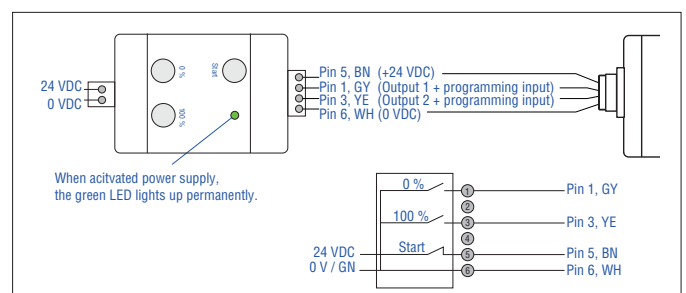 24 VDC
0 VDC
0 %
Start
100 %
Pin 5, BN (+24 VDC)
Pin 1, GY (Output 1 + programming input)
Pin 3, YE (Output 2 + programming input)
Pin 6, WH (0 VDC)
When acitvated power supply,
the green LED lights up permanently.
0 % 1 Pin 1, GY
2
100 % 3 Pin 3, YE
4
24 VDC Start 5 Pin 5, BN
0 V / GN 6 Pin 6, WH